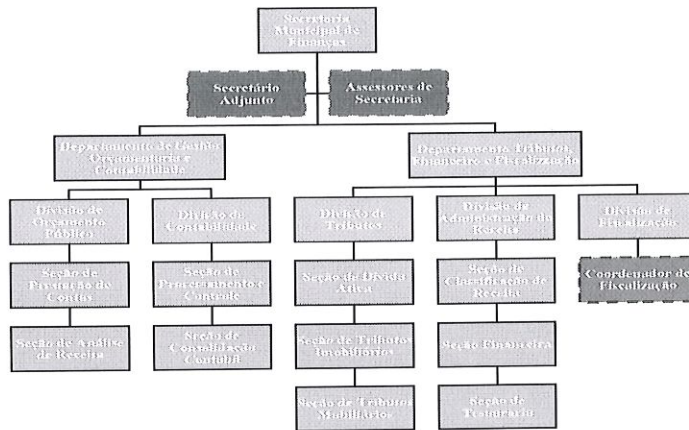 Secretaria
Municipal de
Finanças
Secretário
Adjunto
Assessores de
Secretaria
Departamento de Gestão
Orçamentária e
Contabilidade
Departamento Tributos,
Financeiro e Fiscalização
Divisão de
Orçamento
Público
Divisão de
Contabilidade
Divisão de
Tributos
Divisão de
Administração da
Receita
Divisão de
Fiscalização
Seção de
Prestação de
Contas
Seção de
Processamento e
Controle
Seção de Dívida
Ativa
Seção de
Classificação de
Receita
Coordenador de
Fiscalização
Seção de Análise
de Receita
Seção de
Consolidação
Contábil
Seção de Tributos
Imobiliários
Seção Financeira
Seção de Tributos
Mobiliários
Seção de
Tesouraria